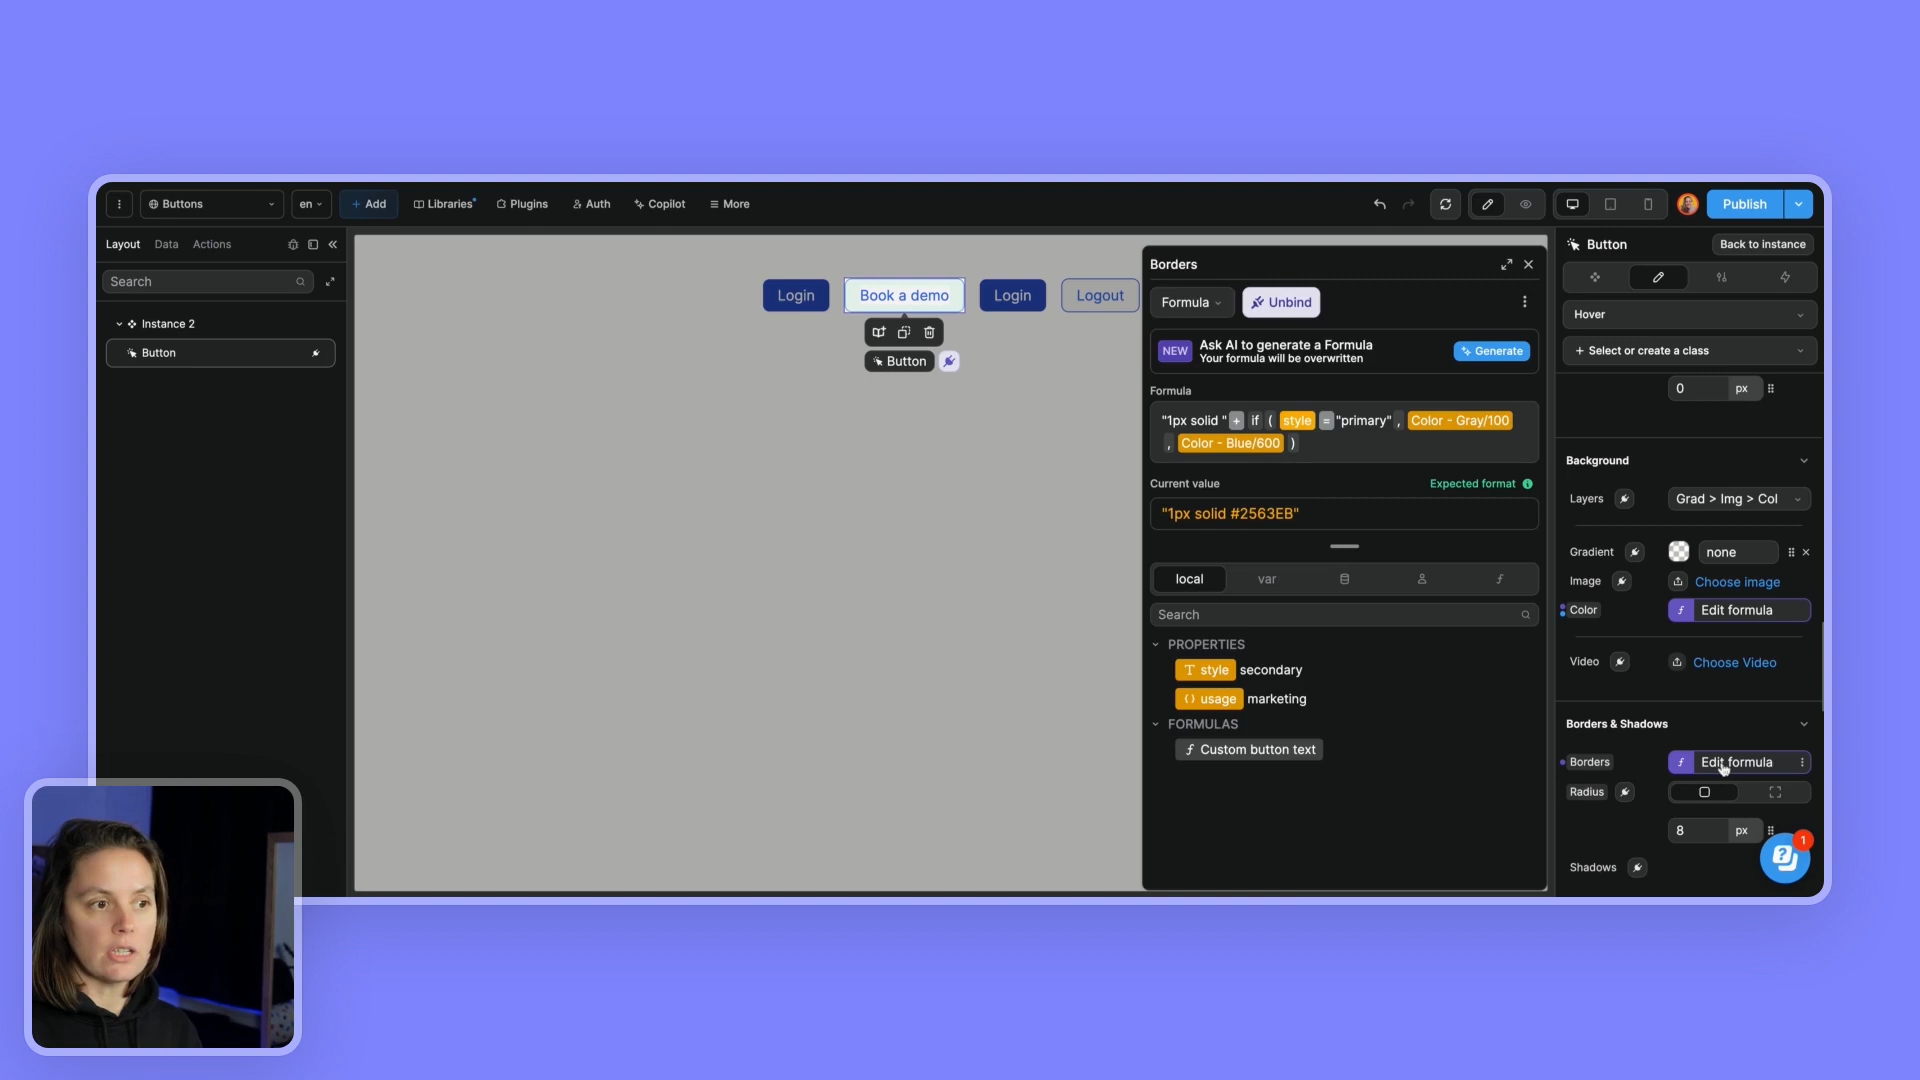 Buttons
en
+ Add
Libraries
Plugins
Auth
Copilot
More
Publish
Layout
Data
Actions
Search
Instance 2
Button
Login
Book a demo
Login
Logout
Button
Borders
Formula
Unbind
NEW
Ask AI to generate a Formula
Your formula will be overwritten
Generate
Formula
"1px solid " + if ( style = "primary" , Color - Gray/100
, Color - Blue/600 )
Current value
Expected format
"1px solid #2563EB"
local
var
Search
PROPERTIES
style secondary
usage marketing
FORMULAS
Custom button text
Button
Back to instance
Hover
+ Select or create a class
0 px
Background
Layers
Grad > Img > Col
Gradient
none
Image
Choose image
Color
Edit formula
Video
Choose Video
Borders & Shadows
Borders
Edit formula
Radius
8 px
1
Shadows